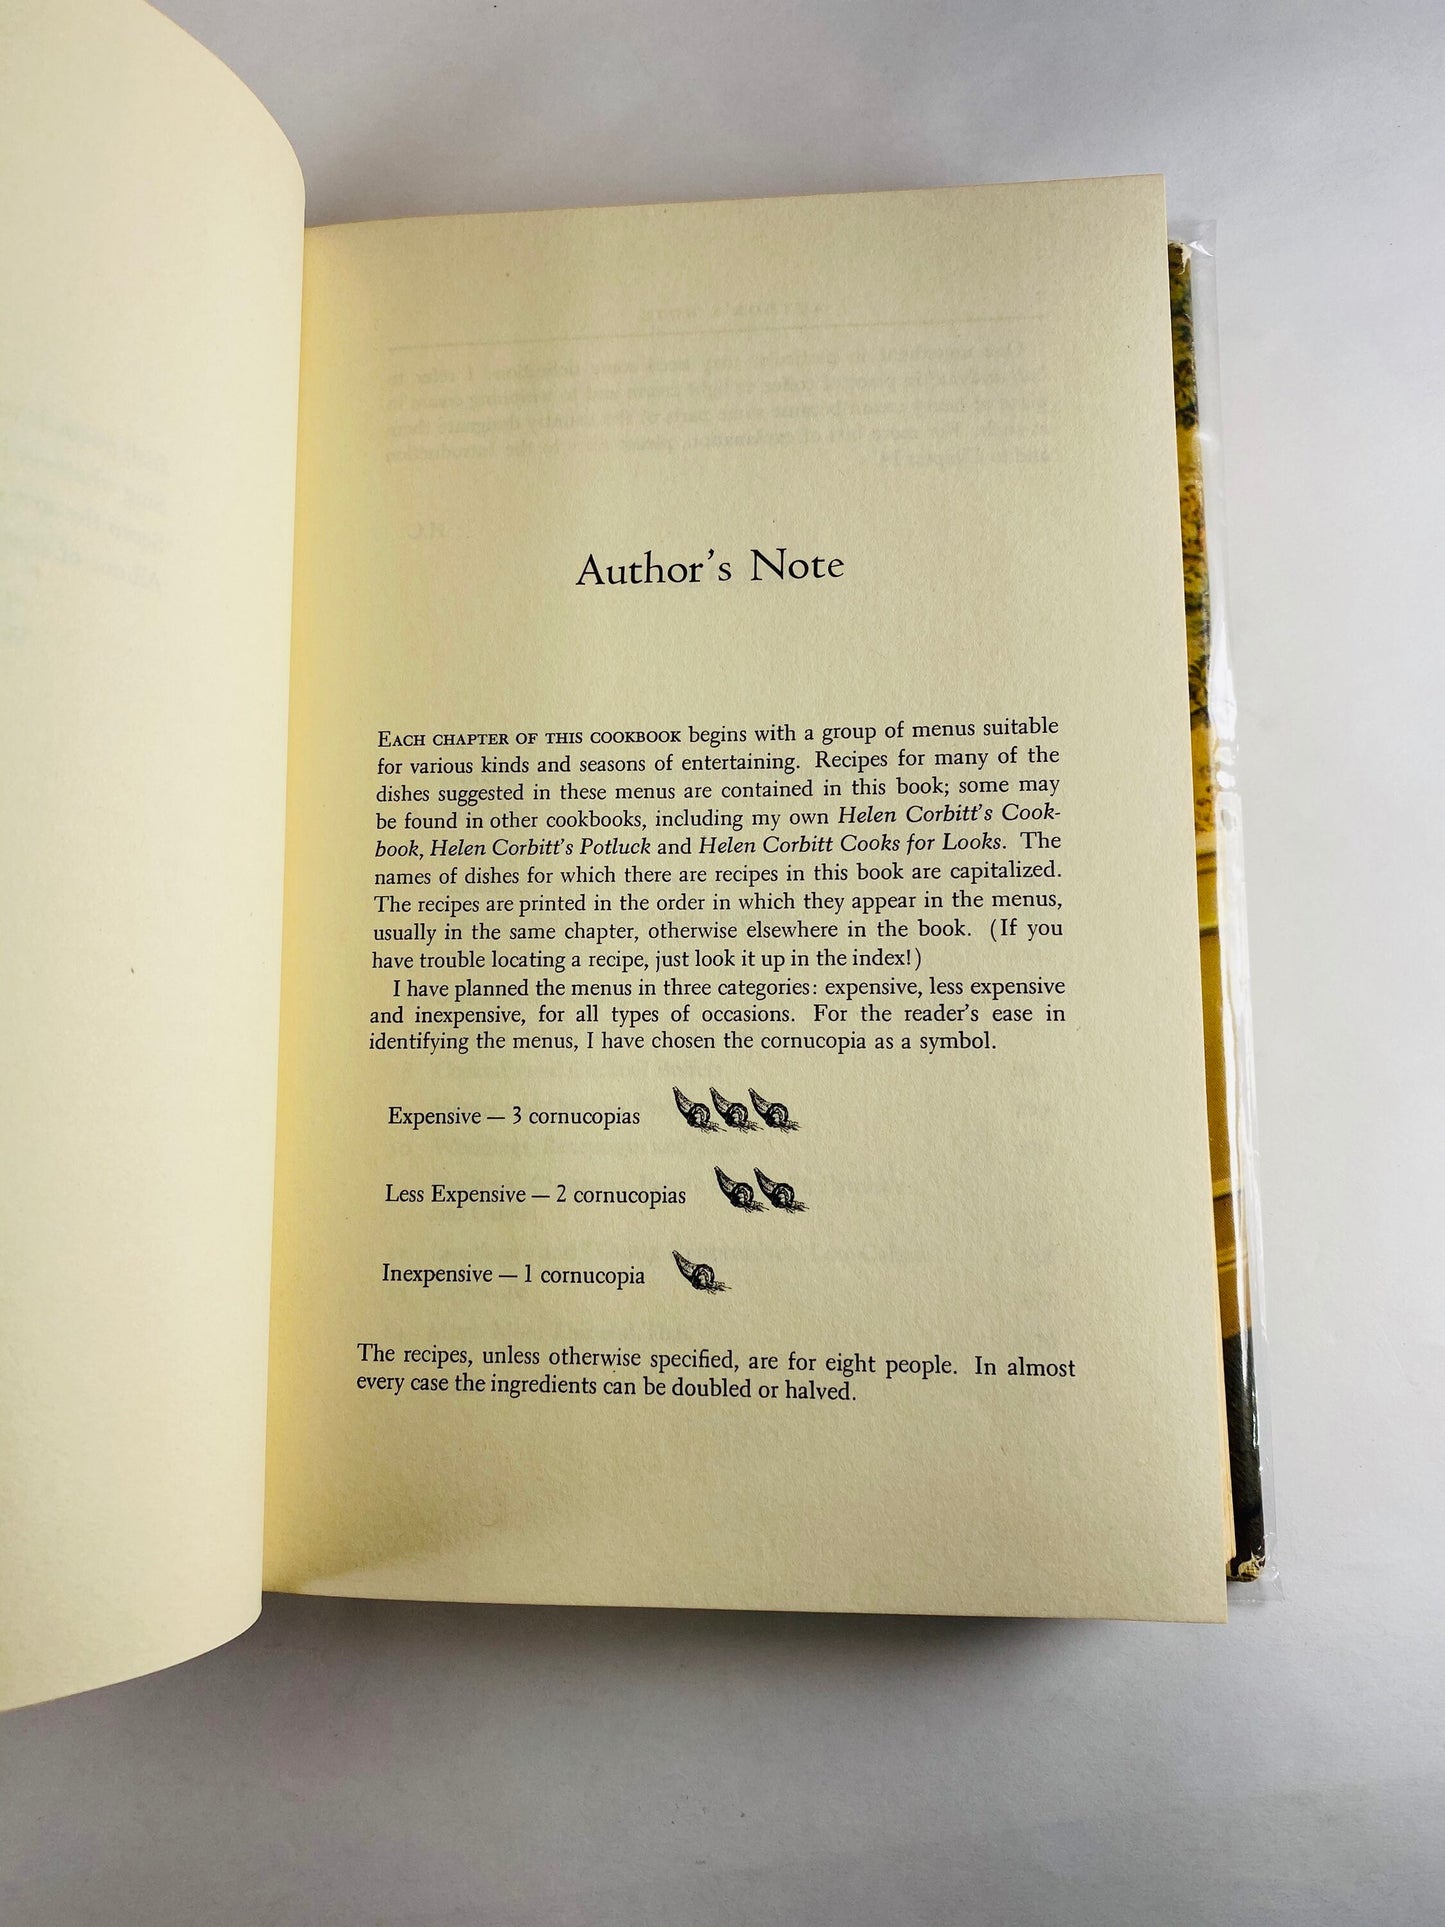 Author's Note
EACH CHAPTER OF THIS COOKBOOK begins with a group of menus suitable
for various kinds and seasons of entertaining. Recipes for many of the
dishes suggested in these menus are contained in this book; some may
be found in other cookbooks, including my own Helen Corbitt's Cook-
book, Helen Corbitt's Potluck and Helen Corbitt Cooks for Looks. The
names of dishes for which there are recipes in this book are capitalized.
The recipes are printed in the order in which they appear in the menus,
usually in the same chapter, otherwise elsewhere in the book. (If you
have trouble locating a recipe, just look it up in the index!)
I have planned the menus in three categories: expensive, less expensive
and inexpensive, for all types of occasions. For the reader's ease in
identifying the menus, I have chosen the cornucopia as a symbol.
Expensive — 3 cornucopias
Less Expensive — 2 cornucopias
Inexpensive — 1 cornucopia
The recipes, unless otherwise specified, are for eight people. In almost
every case the ingredients can be doubled or halved.